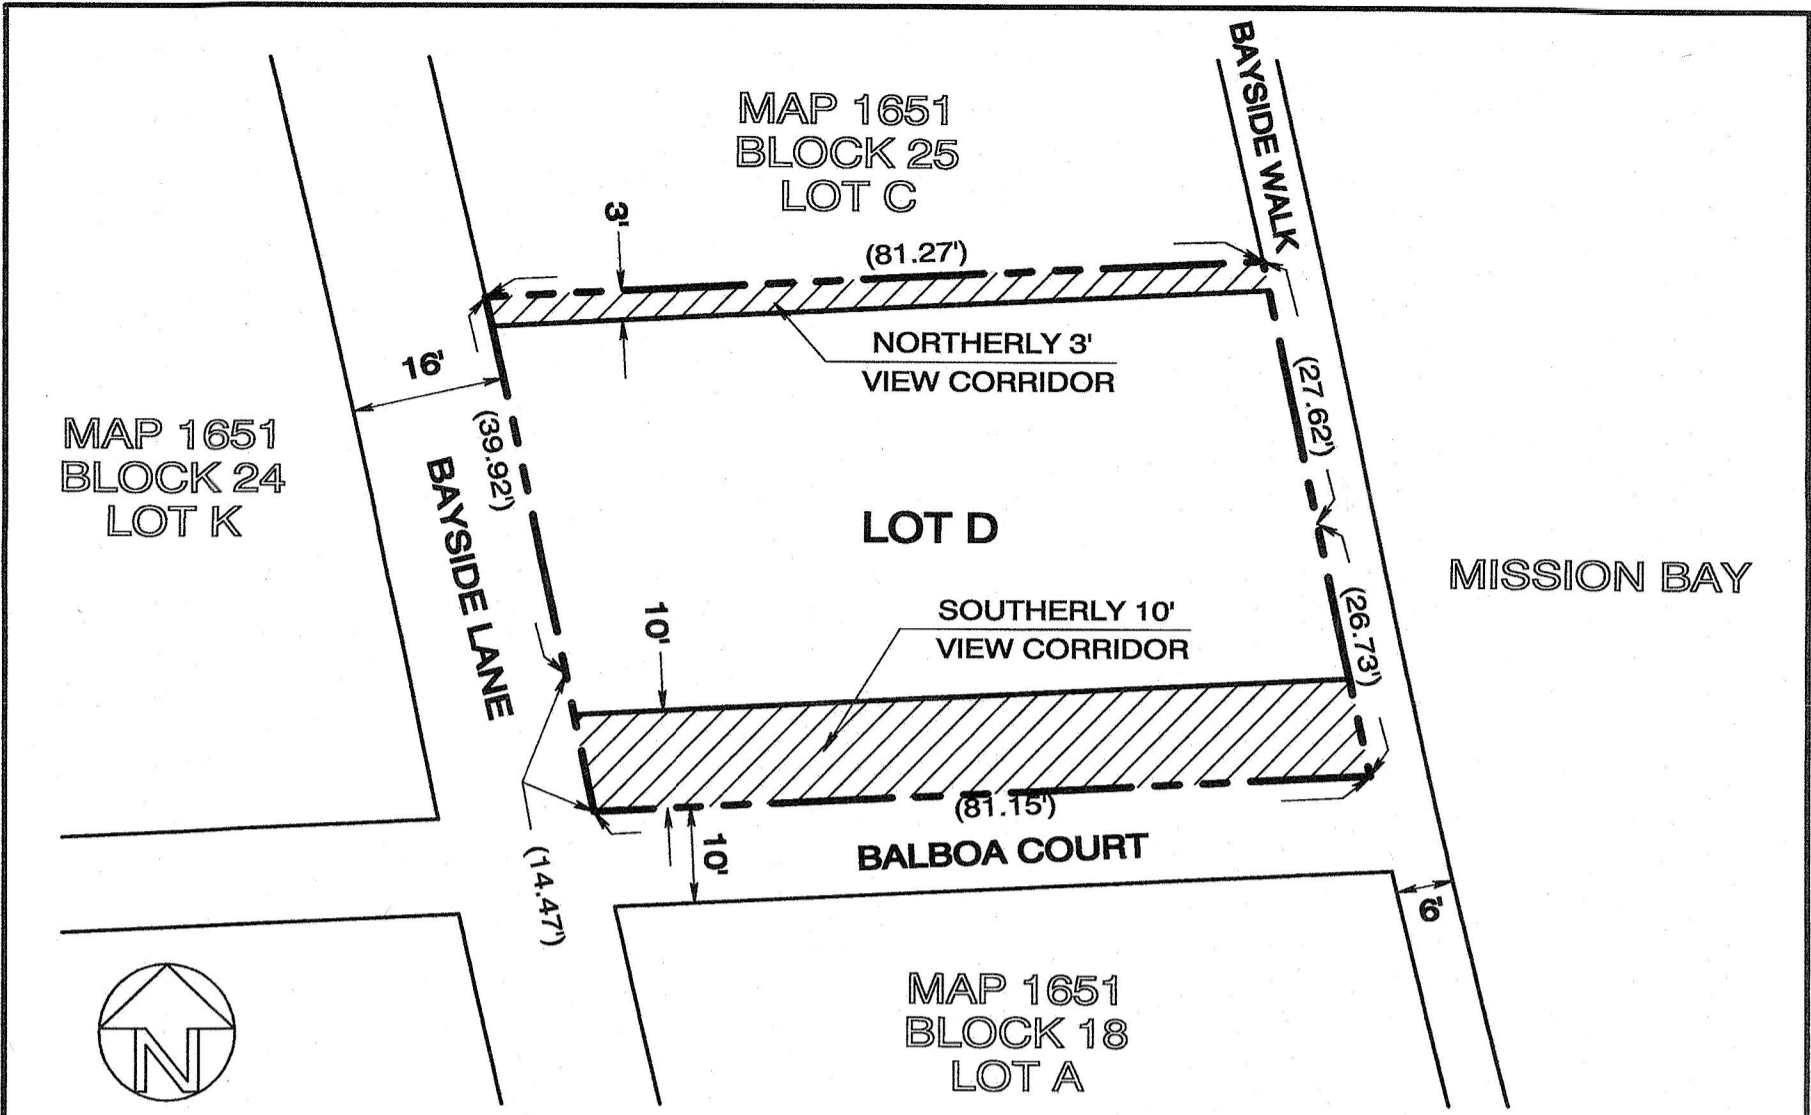 BAYSIDE WALK
MAP 1651
BLOCK 25
LOT C
3'
(81.27')
NORTHERLY 3'
VIEW CORRIDOR
16'
(39.92')
(27.62')
MAP 1651
BLOCK 24
LOT K
BAYSIDE LANE
LOT D
MISSION BAY
10'
SOUTHERLY 10'
VIEW CORRIDOR
(26.73')
(81.15')
10'
BALBOA COURT
(14.47')
6'
MAP 1651
BLOCK 18
LOT A
N